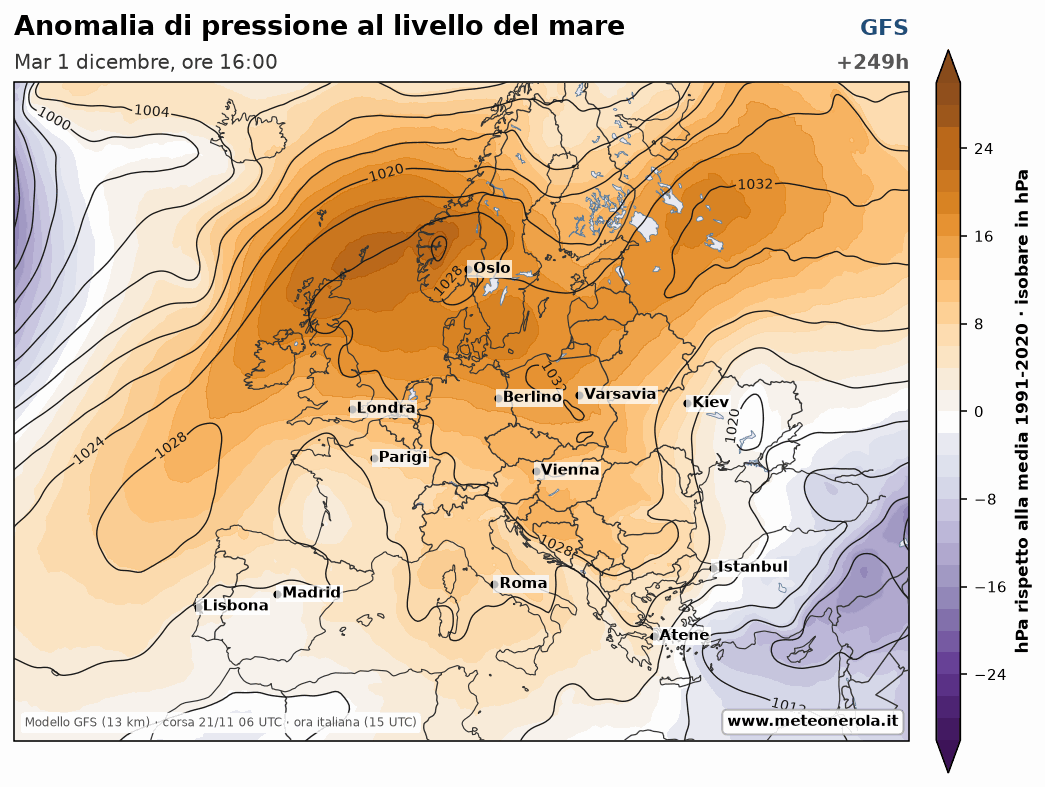 Anomalia di pressione al livello del mare
GFS
Mar 1 dicembre, ore 16:00
+249h
1000
1004
1020
1032
1028
Oslo
24
16
8
0
−8
−16
−24
hPa rispetto alla media 1991-2020 · isobare in hPa
Berlino
Varsavia
Kiev
Londra
1020
1024
1028
Parigi
Vienna
1028
Istanbul
Roma
Madrid
Lisbona
Atene
Modello GFS (13 km) · corsa 21/11 06 UTC · ora italiana (15 UTC)
www.meteonerola.it